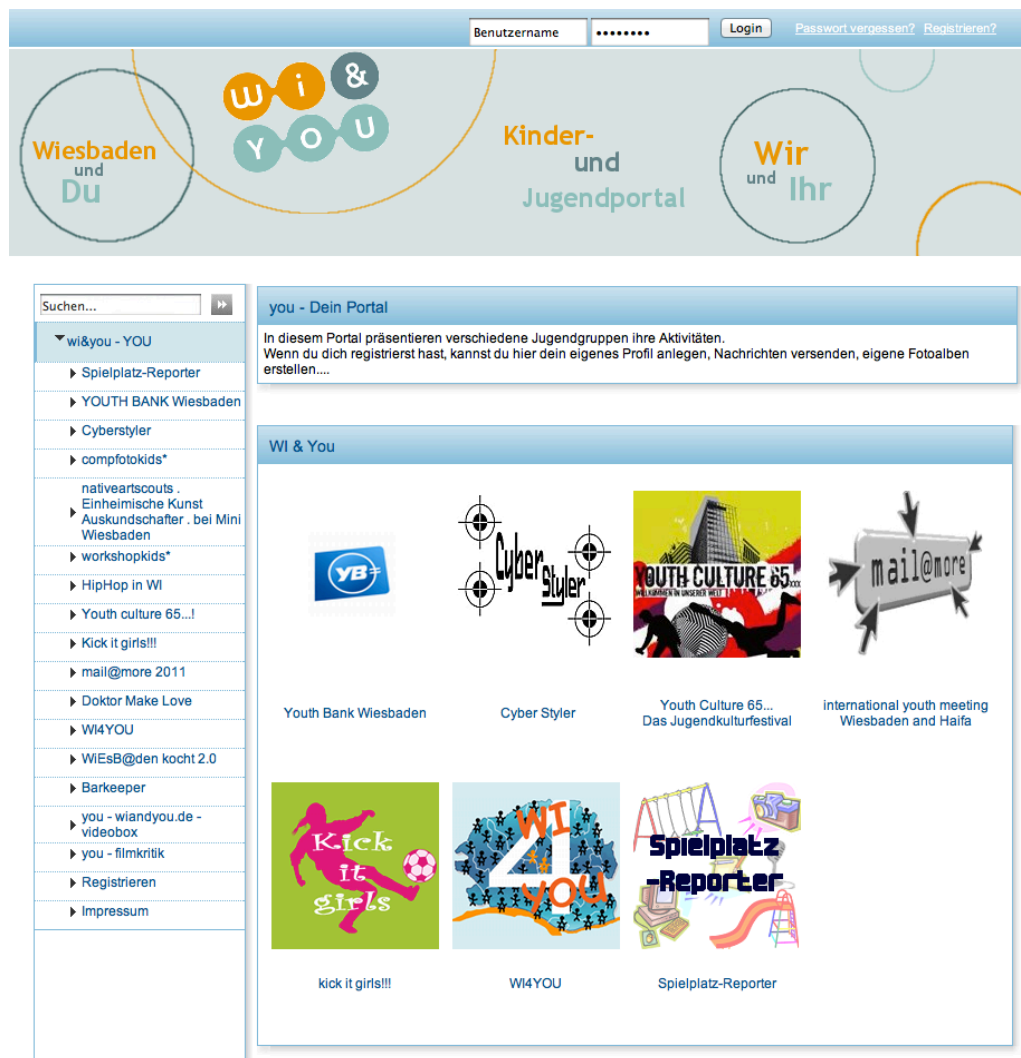 Benutzername
••••••••
Login
Passwort vergessen?
Registrieren?
wi&
YOU
Wiesbaden
und
Du
Kinder-
und
Jugendportal
Wir
und Ihr
Suchen...
wi&you - YOU
Spielplatz-Reporter
YOUTH BANK Wiesbaden
Cyberstyler
compfotokids*
nativeartscouts .
Einheimische Kunst
Auskundschafter . bei Mini
Wiesbaden
workshopkids*
HipHop in WI
Youth culture 65...!
Kick it girls!!!
mail@more 2011
Doktor Make Love
WI4YOU
WiEsB@den kocht 2.0
Barkeeper
you - wiandyou.de -
videobox
you - filmkritik
Registrieren
Impressum
you - Dein Portal
In diesem Portal präsentieren verschiedene Jugendgruppen ihre Aktivitäten.
Wenn du dich registrierst hast, kannst du hier dein eigenes Profil anlegen, Nachrichten versenden, eigene Fotoalben
erstellen....
WI & You
YB
Cyber
Styler
YOUTH CULTURE 65...
WILLKOMMEN IN UNSERER WELT
mail@more
Youth Bank Wiesbaden
Cyber Styler
Youth Culture 65...
Das Jugendkulturfestival
international youth meeting
Wiesbaden and Haifa
Kick
it
girls
WI
4
YOU
Spielplatz
-Reporter
kick it girls!!!
WI4YOU
Spielplatz-Reporter